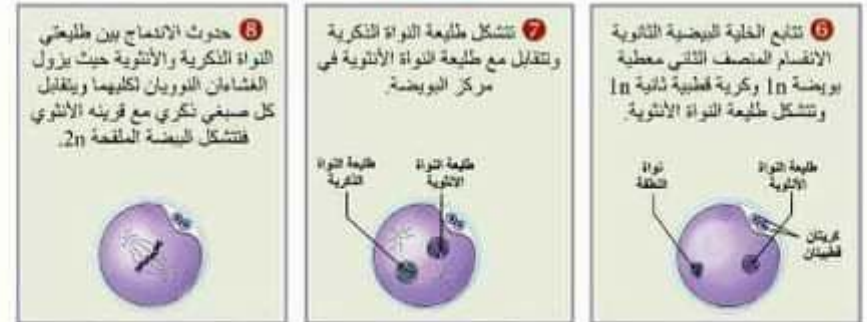 6 تتابع الخلية البيضية الثانوية
الانقسام المنصف الثاني معطية
بويضة 1n وكرية قطبية ثانية 1n
وتتشكل طليعة النواة الانثوية.
طليعة النواة
الأنثوية
نواة
النطفة
كريتان
قطبيتان
7 تتشكل طليعة النواة الذكرية
وتتقابل مع طليعة النواة الأنثوية في
مركز البويضة.
طليعة النواة
الانثوية
طليعة النواة
الذكرية
8 حدوث الاندماج بين طليعتي
النواة الذكرية والأنثوية حيث يزول
الغشاءان النوويان لكليهما ويتقابل
كل صبغي ذكري مع قرينه الأنثوي
فتتشكل البيضة الملقحة 2n.